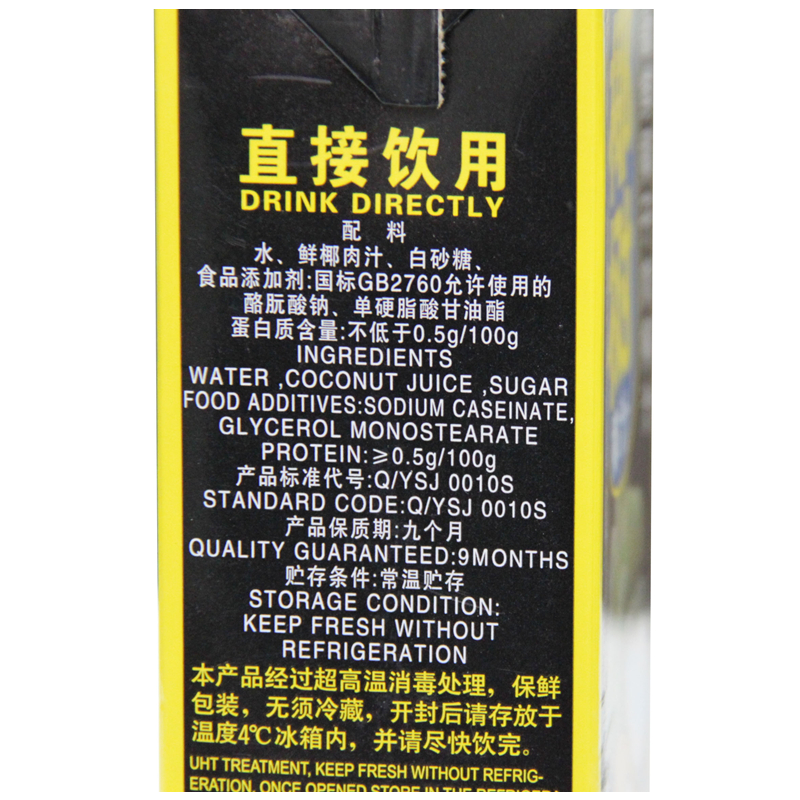 直接饮用
DRINK DIRECTLY
配 料
水、鲜椰肉汁、白砂糖、
食品添加剂:国标GB2760允许使用的
酪朊酸钠、单硬脂酸甘油酯
蛋白质含量:不低于0.5g/100g
INGREDIENTS
WATER ,COCONUT JUICE ,SUGAR
FOOD ADDITIVES:SODIUM CASEINATE,
GLYCEROL MONOSTEARATE
PROTEIN:⩾0.5g/100g
产品标准代号:Q/YSJ 0010S
STANDARD CODE:Q/YSJ 0010S
产品保质期:九个月
QUALITY GUARANTEED:9MONTHS
贮存条件:常温贮存
STORAGE CONDITION:
KEEP FRESH WITHOUT
REFRIGERATION
本产品经过超高温消毒处理，保鲜
包装，无须冷藏，开封后请存放于
温度4℃冰箱内，并请尽快饮完。
UHT TREATMENT, KEEP FRESH WITHOUT REFRIG-
ERATION, ONCE OPENED STORE IN THE REFRIGERA